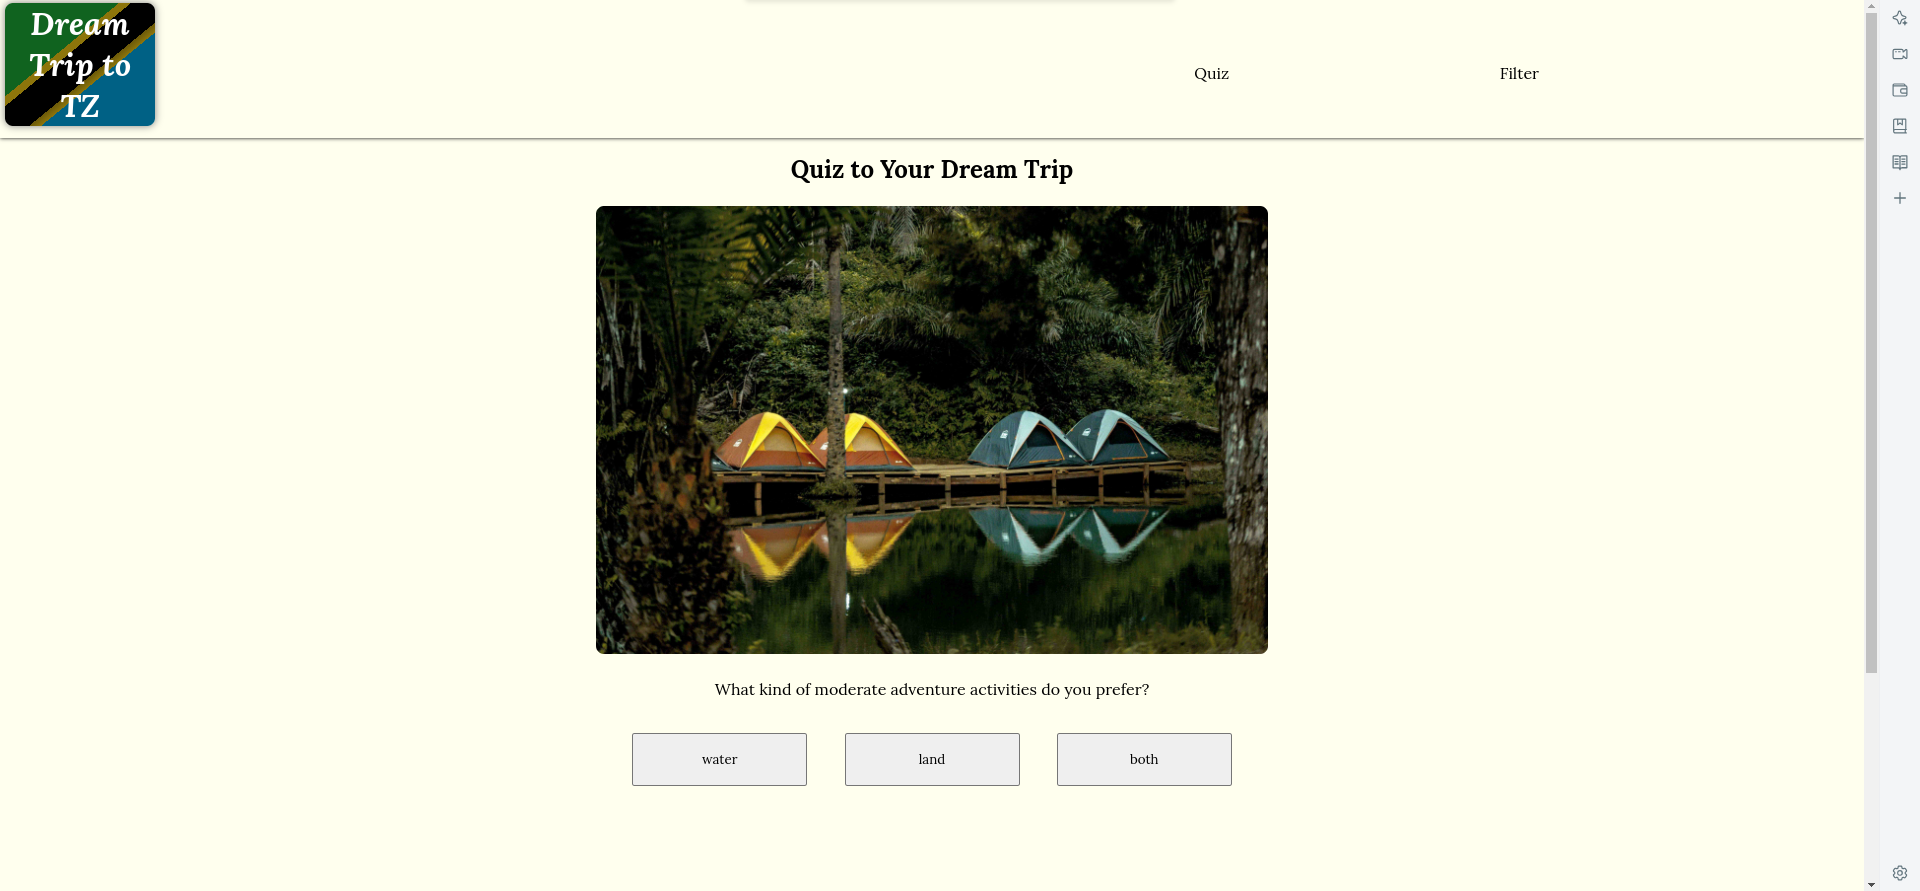 Dream
Trip to
TZ
Quiz
Filter
Quiz to Your Dream Trip
What kind of moderate adventure activities do you prefer?
water
land
both